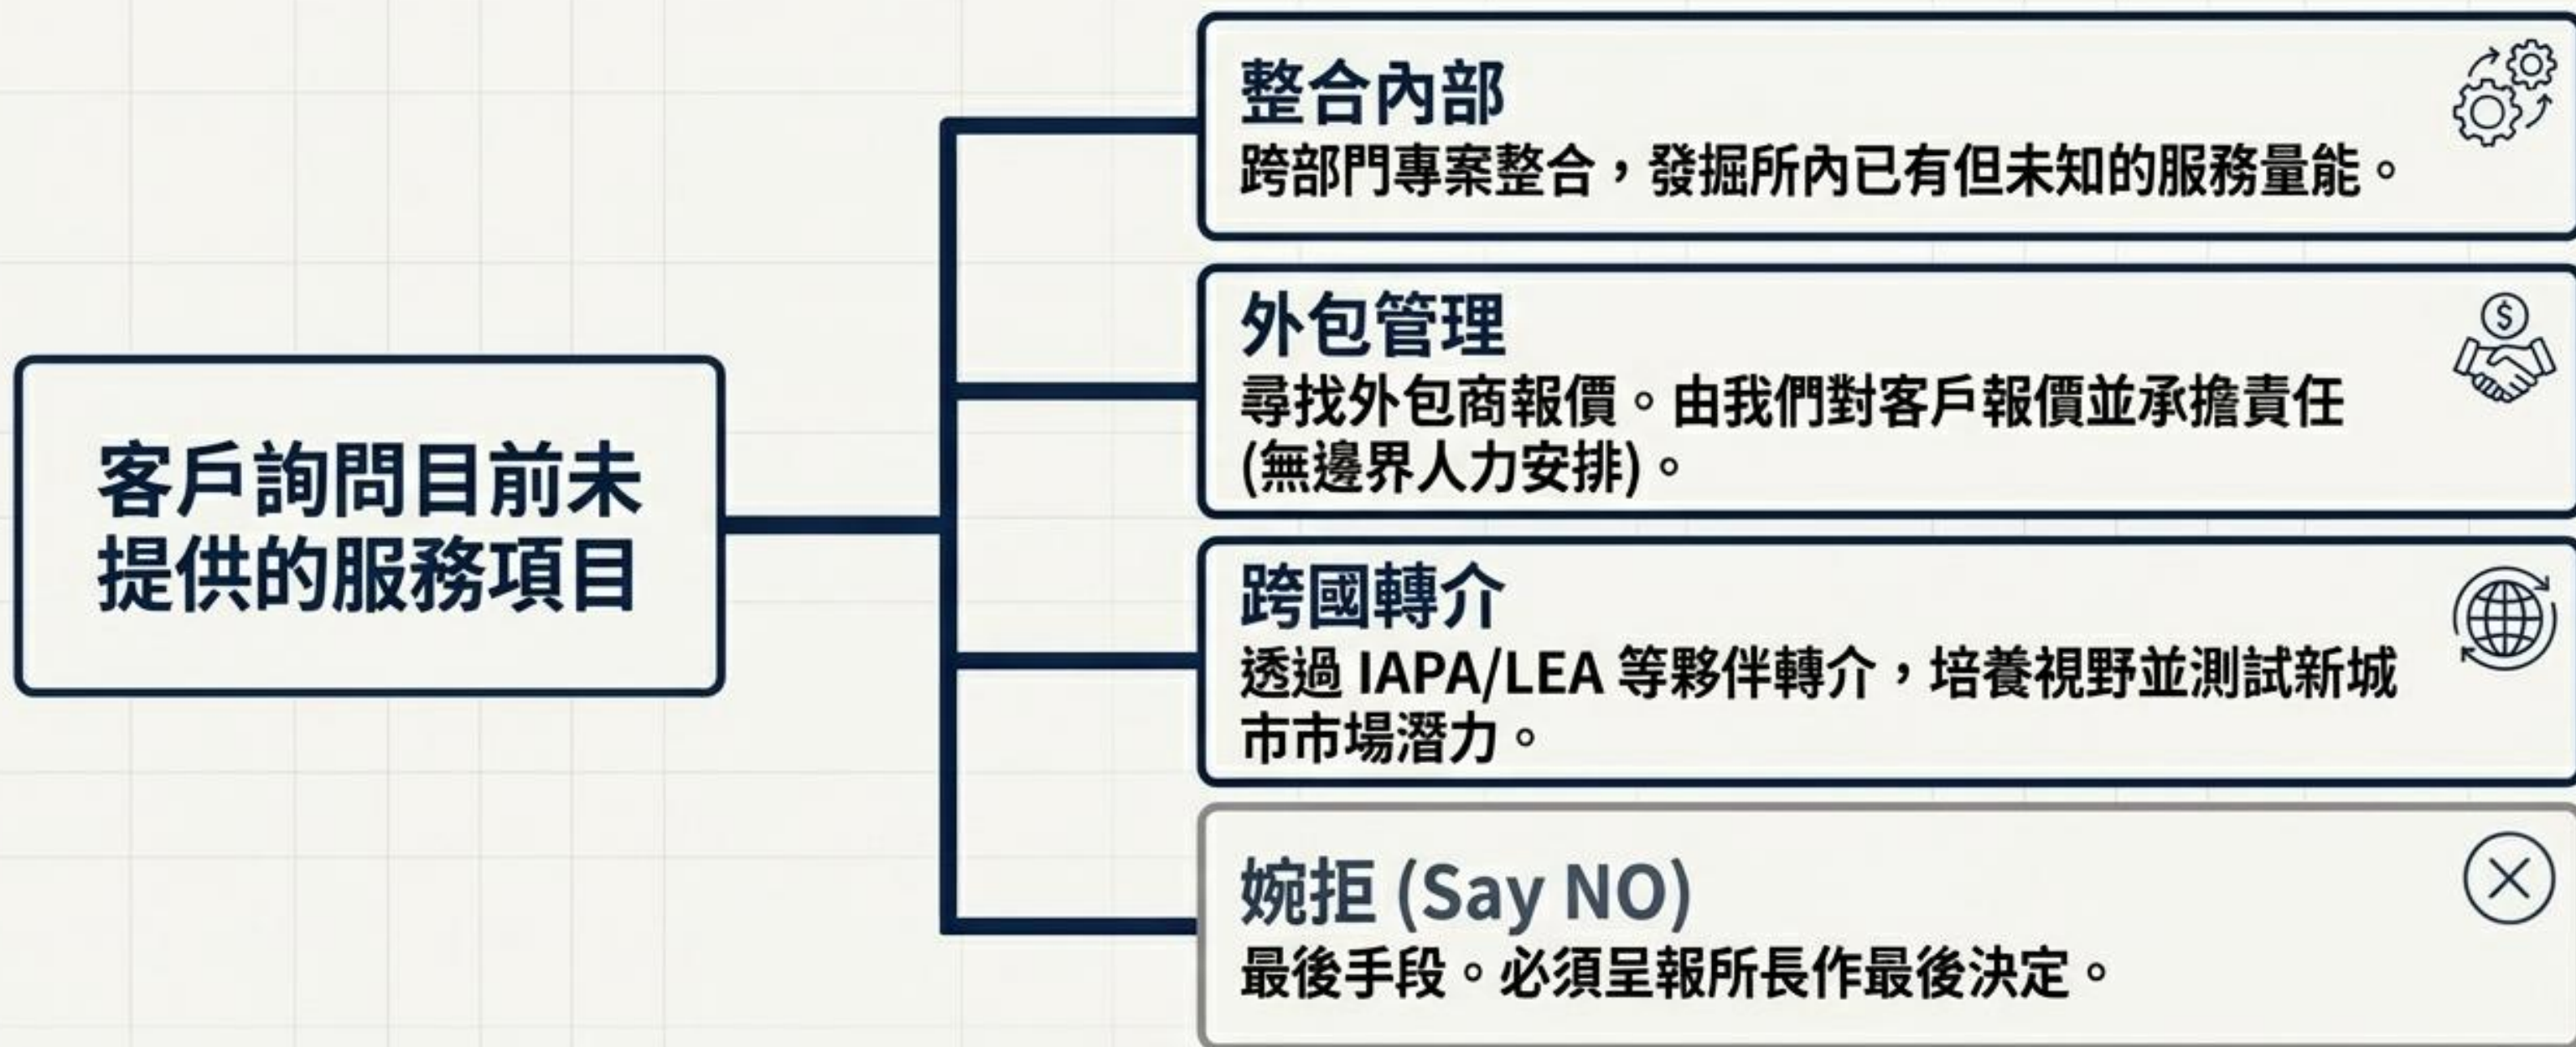 客戶詢問目前未
提供的服務項目
整合內部
跨部門專案整合，發掘所內已有但未知的服務量能。
外包管理
尋找外包商報價。由我們對客戶報價並承擔責任
(無邊界人力安排)。
跨國轉介
透過 IAPA/LEA 等夥伴轉介，培養視野並測試新城
市市場潛力。
婉拒 (Say NO)
最後手段。必須呈報所長作最後決定。
$